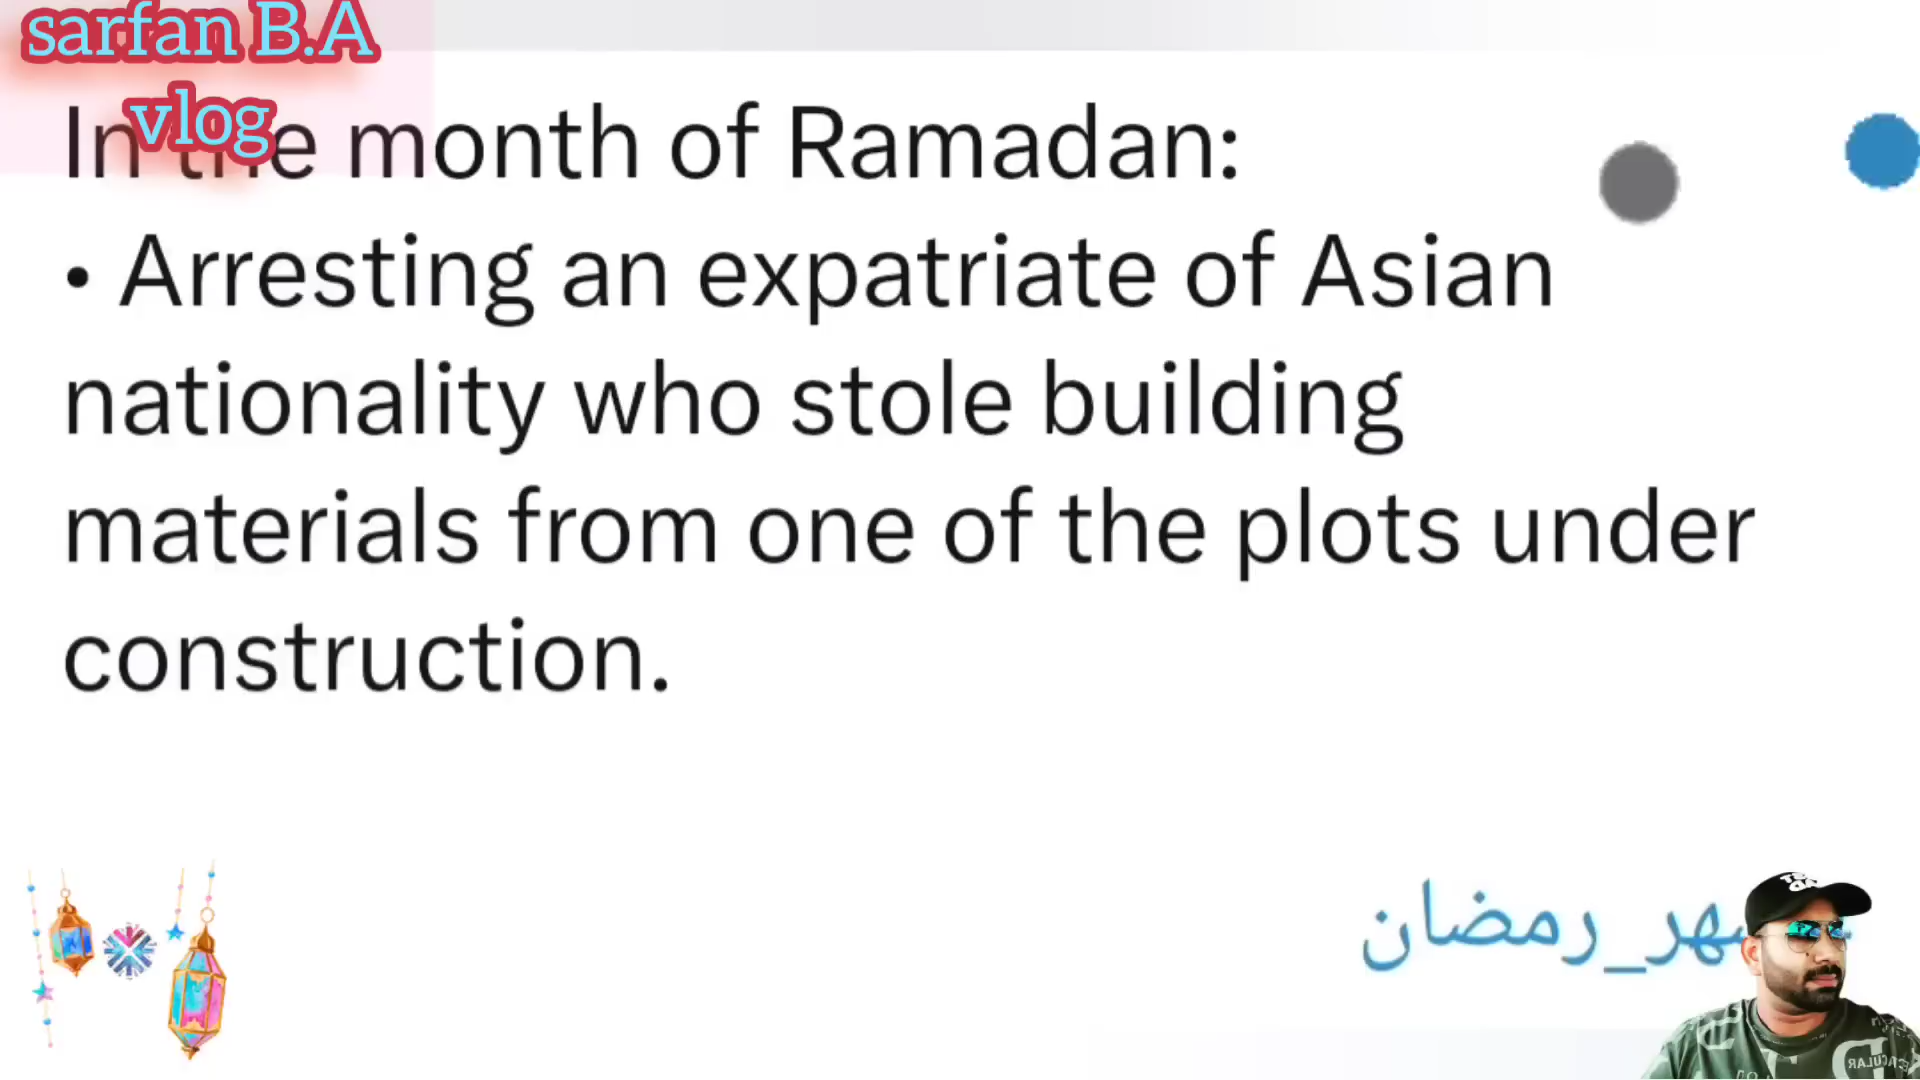 sarfan B.A
vlog
In the month of Ramadan:
• Arresting an expatriate of Asian
nationality who stole building
materials from one of the plots under
construction.
شهر_رمضان